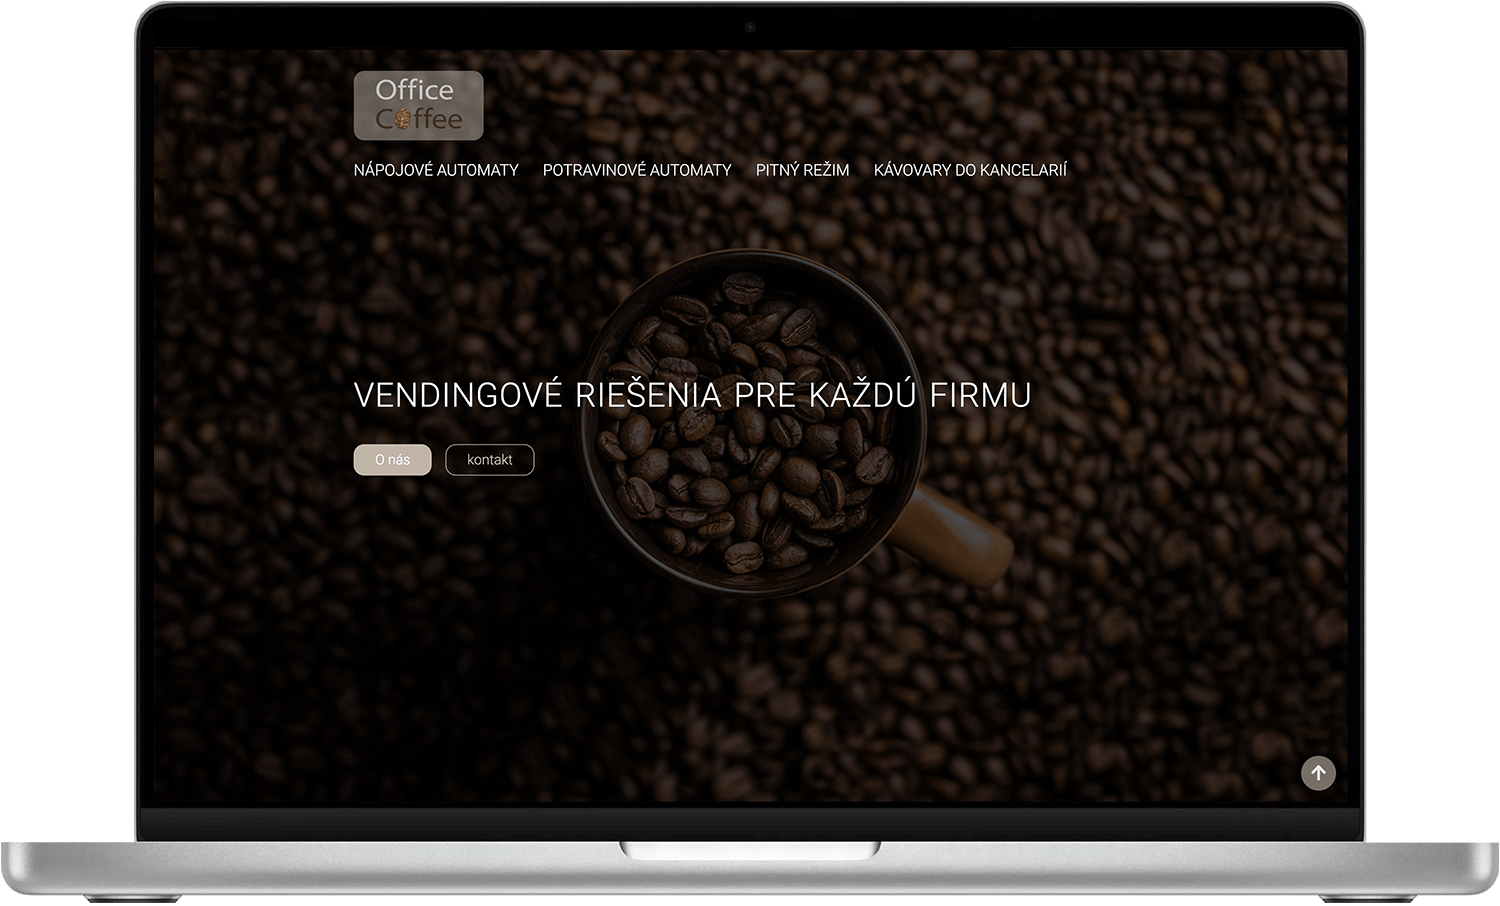 Office
Coffee
NÁPOJOVÉ AUTOMATY POTRAVINOVÉ AUTOMATY PITNÝ REŽIM KÁVOVARY DO KANCELARIÍ
VENDINGOVÉ RIEŠENIA PRE KAŽDÚ FIRMU
O nás kontakt